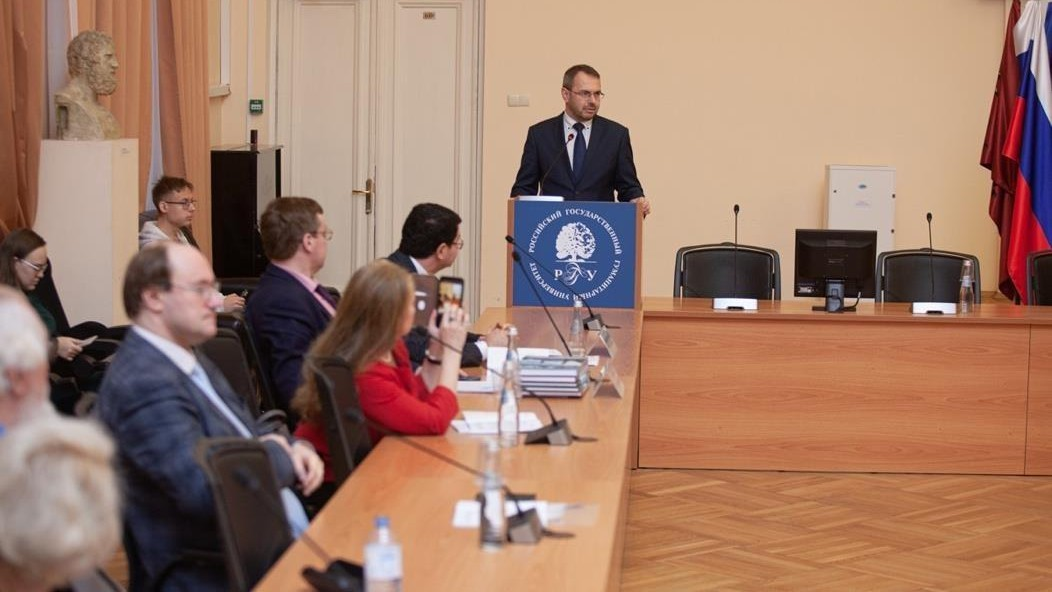 РОССИЙСКИЙ ГОСУДАРСТВЕННЫЙ ГУМАНИТАРНЫЙ УНИВЕРСИТЕТ
РГГУ